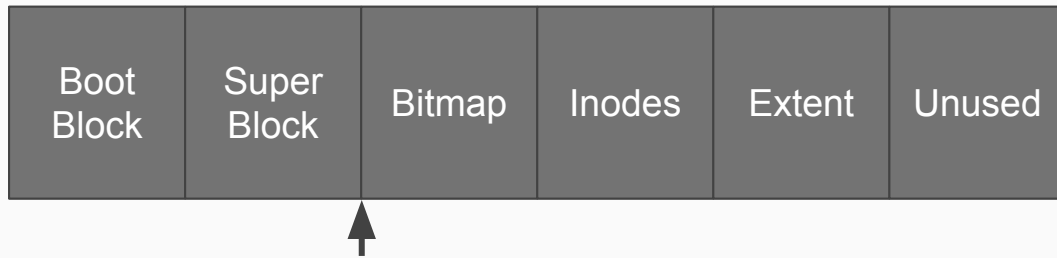 Boot
Block
Super
Block
Bitmap
Inodes
Extent
Unused